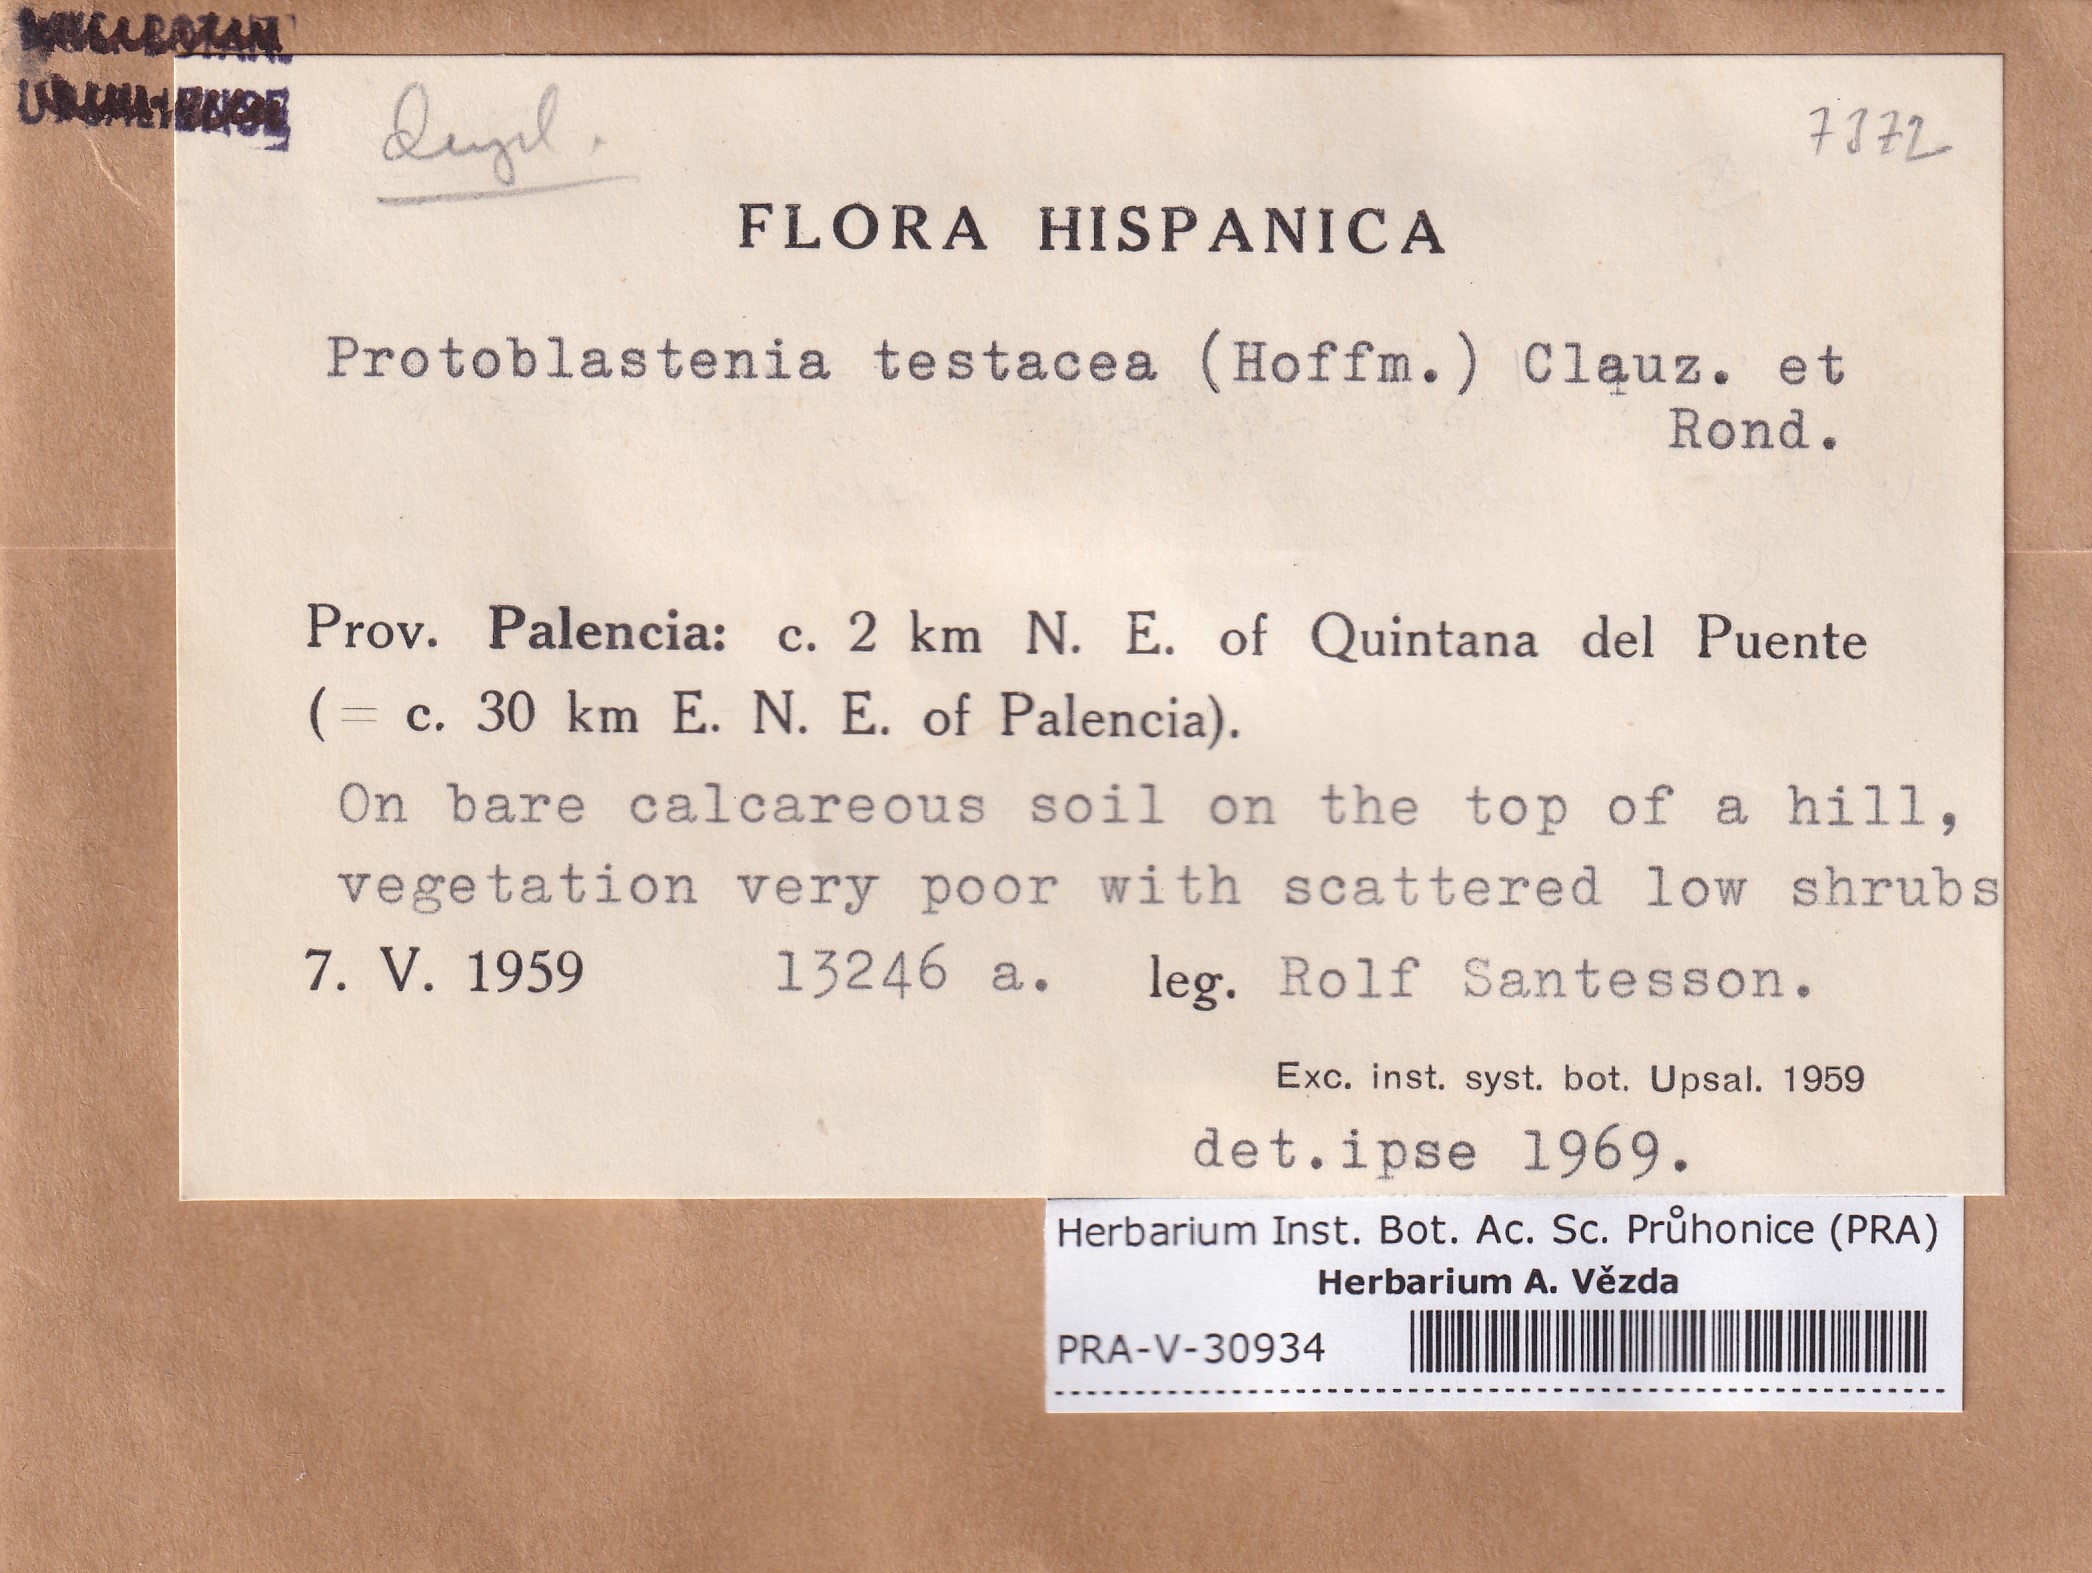 Dupl.
7372
FLORA HISPANICA
Protoblastenia testacea (Hoffm.) Clauz. et
Rond.
Prov. Palencia: c. 2 km N. E. of Quintana del Puente
(= c. 30 km E. N. E. of Palencia).
On bare calcareous soil on the top of a hill,
vegetation very poor with scattered low shrubs
7. V. 1959 13246 a. leg. Rolf Santesson.
Exc. inst. syst. bot. Upsal. 1959
det.ipse 1969.
Herbarium Inst. Bot. Ac. Sc. Průhonice (PRA)
Herbarium A. Vězda
PRA-V-30934